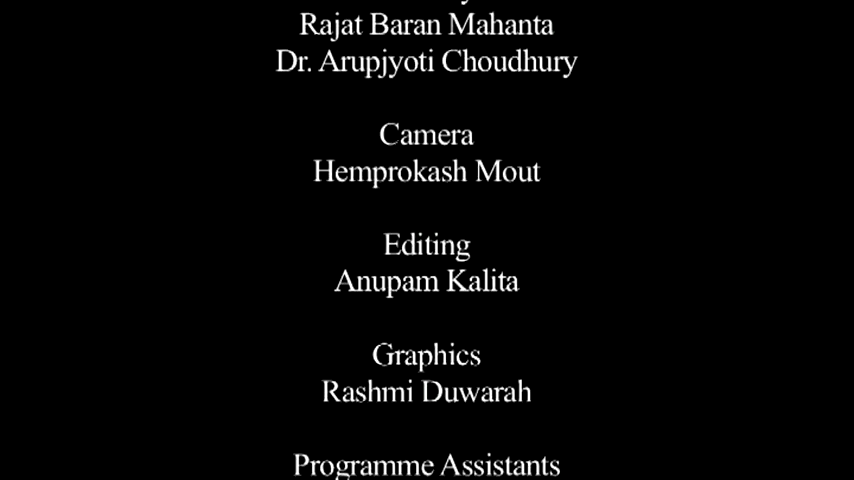 Rajat Baran Mahanta
Dr. Arupjyoti Choudhury
Camera
Hemprokash Mout
Editing
Anupam Kalita
Graphics
Rashmi Duwarah
Programme Assistants